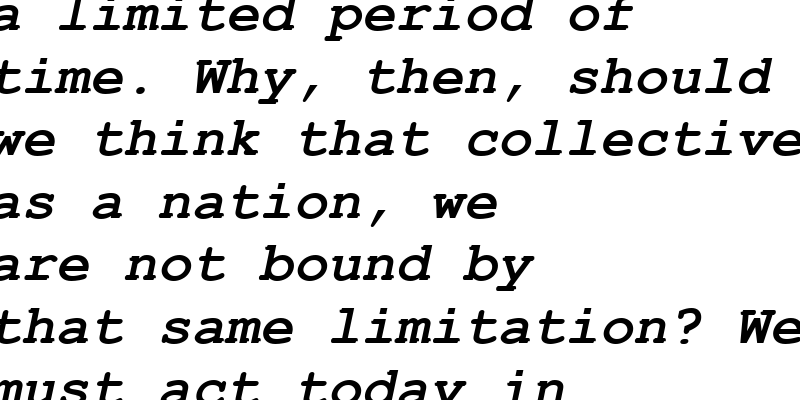 a limited period of
time. Why, then, should
we think that collective
as a nation, we
are not bound by
that same limitation? We
must act today in